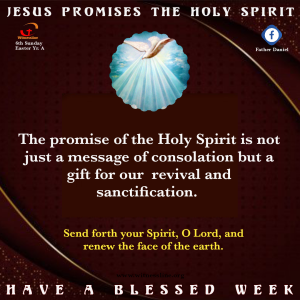 JESUS PROMISES THE HOLY SPIRIT
6th Sunday
Easter Yr. A
Father Daniel
The promise of the Holy Spirit is not
just a message of consolation but a
gift for our revival and
sanctification.
Send forth your Spirit, O Lord, and
renew the face of the earth.
HAVE A BLESSED WEEK